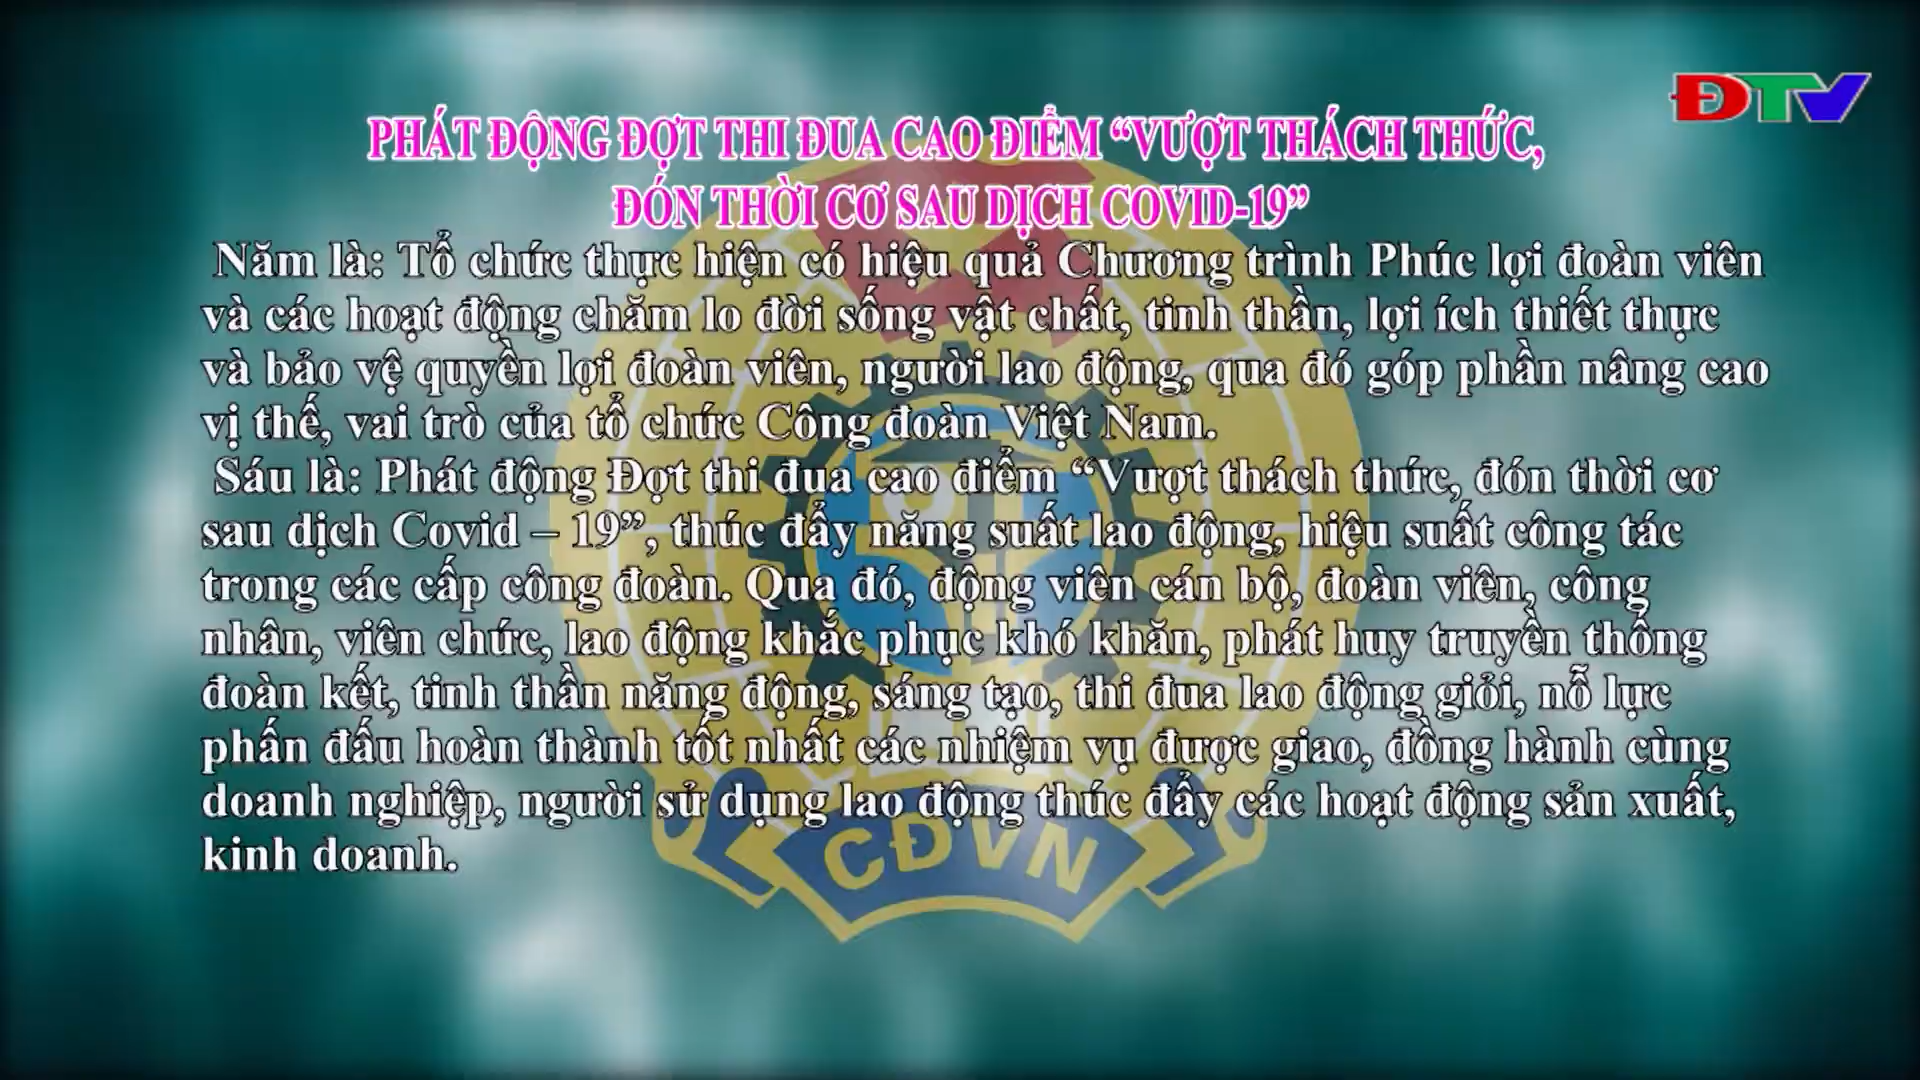 ĐTV
PHÁT ĐỘNG ĐỢT THI ĐUA CAO ĐIỂM “VƯỢT THÁCH THỨC,
ĐÓN THỜI CƠ SAU DỊCH COVID-19”
Năm là: Tổ chức thực hiện có hiệu quả Chương trình Phúc lợi đoàn viên
và các hoạt động chăm lo đời sống vật chất, tinh thần, lợi ích thiết thực
và bảo vệ quyền lợi đoàn viên, người lao động, qua đó góp phần nâng cao
vị thế, vai trò của tổ chức Công đoàn Việt Nam.
Sáu là: Phát động Đợt thi đua cao điểm “Vượt thách thức, đón thời cơ
sau dịch Covid – 19”, thúc đẩy năng suất lao động, hiệu suất công tác
trong các cấp công đoàn. Qua đó, động viên cán bộ, đoàn viên, công
nhân, viên chức, lao động khắc phục khó khăn, phát huy truyền thống
đoàn kết, tinh thần năng động, sáng tạo, thi đua lao động giỏi, nỗ lực
phấn đấu hoàn thành tốt nhất các nhiệm vụ được giao, đồng hành cùng
doanh nghiệp, người sử dụng lao động thúc đẩy các hoạt động sản xuất,
kinh doanh.
CĐVN